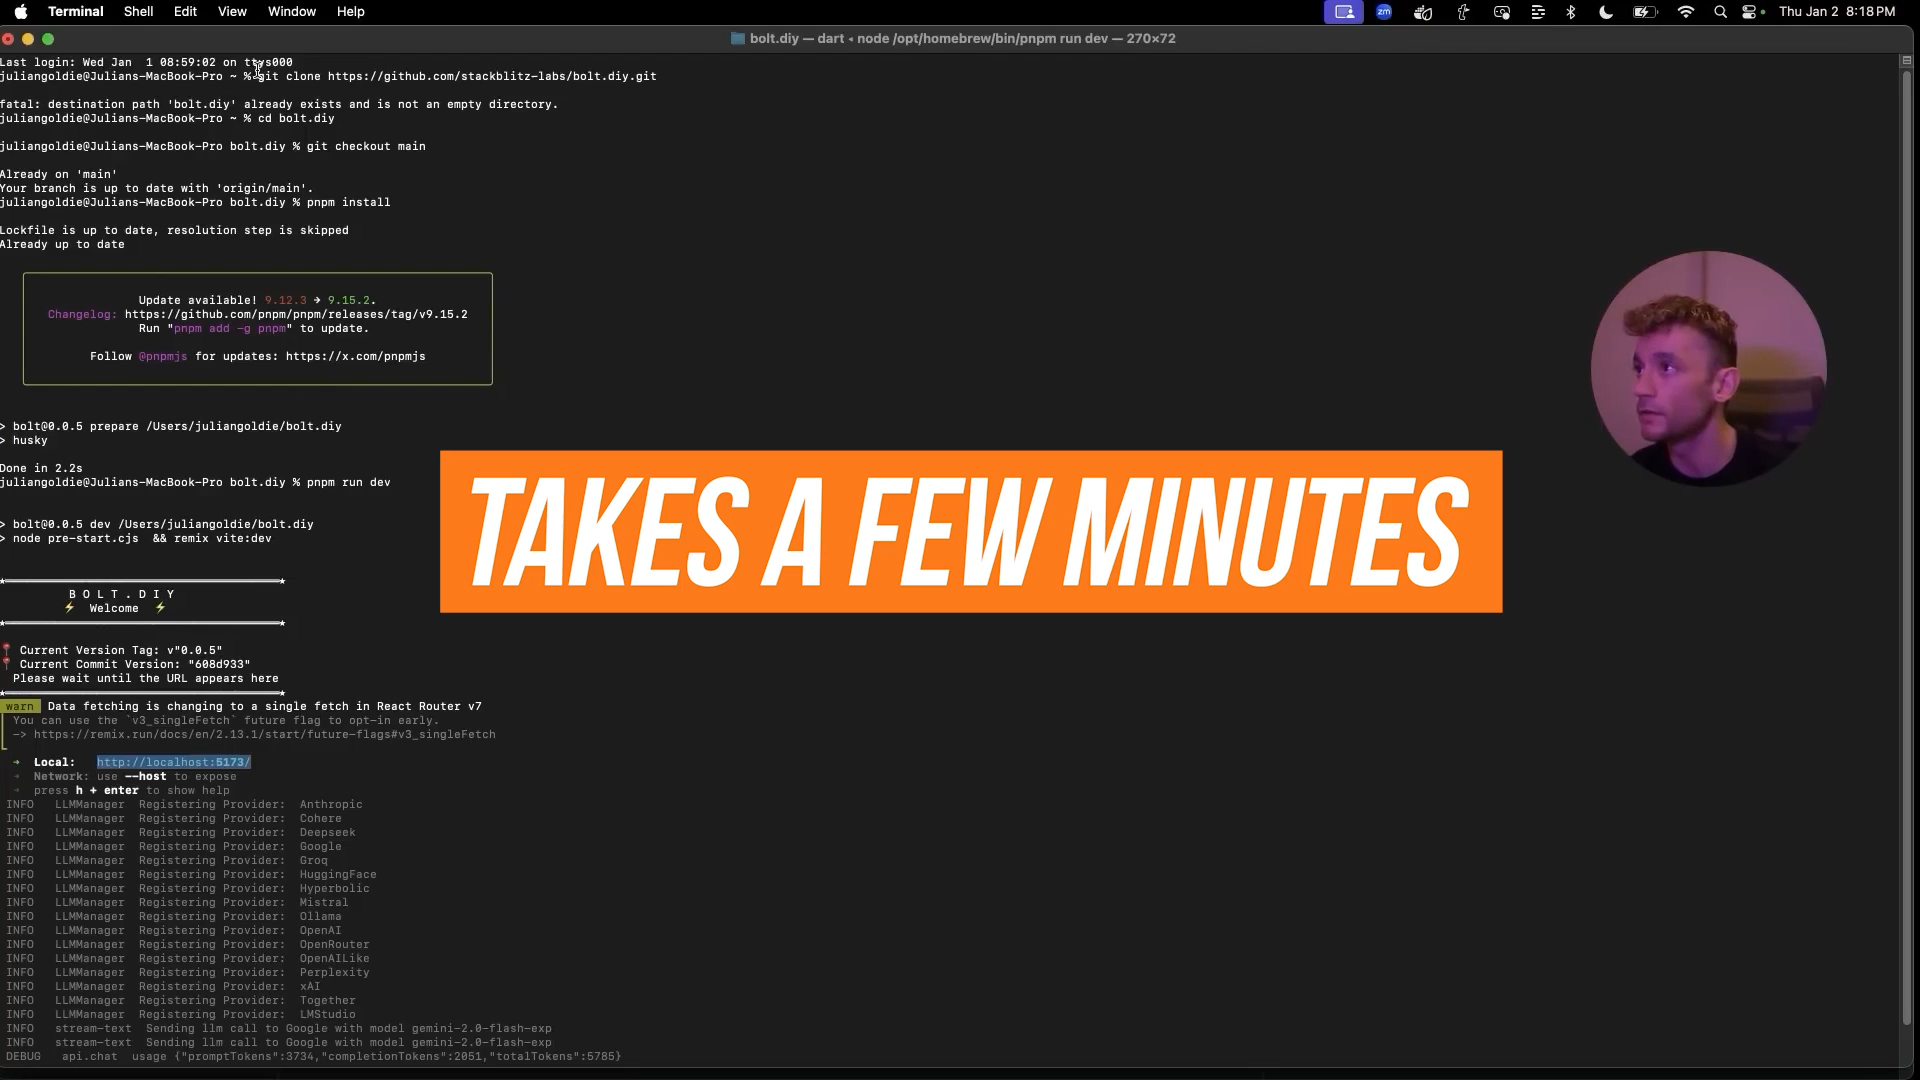 Terminal Shell Edit View Window Help
zm
Thu Jan 2 8:18 PM
bolt.diy — dart ◂ node /opt/homebrew/bin/pnpm run dev — 270×72
Last login: Wed Jan  1 08:59:02 on ttys000
juliangoldie@Julians-MacBook-Pro ~ % git clone https://github.com/stackblitz-labs/bolt.diy.git
fatal: destination path 'bolt.diy' already exists and is not an empty directory.
juliangoldie@Julians-MacBook-Pro ~ % cd bolt.diy
juliangoldie@Julians-MacBook-Pro bolt.diy % git checkout main
Already on 'main'
Your branch is up to date with 'origin/main'.
juliangoldie@Julians-MacBook-Pro bolt.diy % pnpm install
Lockfile is up to date, resolution step is skipped
Already up to date
Update available! 9.12.3 → 9.15.2.
Changelog: https://github.com/pnpm/pnpm/releases/tag/v9.15.2
Run "pnpm add -g pnpm" to update.
Follow @pnpmjs for updates: https://x.com/pnpmjs
> bolt@0.0.5 prepare /Users/juliangoldie/bolt.diy
> husky
Done in 2.2s
juliangoldie@Julians-MacBook-Pro bolt.diy % pnpm run dev
> bolt@0.0.5 dev /Users/juliangoldie/bolt.diy
> node pre-start.cjs  && remix vite:dev
TAKES A FEW MINUTES
B O L T . D I Y
⚡ Welcome ⚡
📍 Current Version Tag: v"0.0.5"
📍 Current Commit Version: "608d933"
Please wait until the URL appears here
warn Data fetching is changing to a single fetch in React Router v7
You can use the `v3_singleFetch` future flag to opt-in early.
-> https://remix.run/docs/en/2.13.1/start/future-flags#v3_singleFetch
➜ Local: http://localhost:5173/
➜ Network: use --host to expose
➜ press h + enter to show help
INFO LLMManager Registering Provider: Anthropic
INFO LLMManager Registering Provider: Cohere
INFO LLMManager Registering Provider: Deepseek
INFO LLMManager Registering Provider: Google
INFO LLMManager Registering Provider: Groq
INFO LLMManager Registering Provider: HuggingFace
INFO LLMManager Registering Provider: Hyperbolic
INFO LLMManager Registering Provider: Mistral
INFO LLMManager Registering Provider: Ollama
INFO LLMManager Registering Provider: OpenAI
INFO LLMManager Registering Provider: OpenRouter
INFO LLMManager Registering Provider: OpenAILike
INFO LLMManager Registering Provider: Perplexity
INFO LLMManager Registering Provider: xAI
INFO LLMManager Registering Provider: Together
INFO LLMManager Registering Provider: LMStudio
INFO stream-text Sending llm call to Google with model gemini-2.0-flash-exp
INFO stream-text Sending llm call to Google with model gemini-2.0-flash-exp
DEBUG api.chat usage {"promptTokens":3734,"completionTokens":2051,"totalTokens":5785}